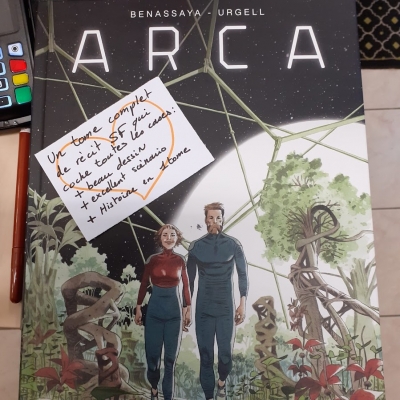 BENASSAYA - URGELL
ARCA
Un tome complet
de récit SF qui
coche toutes les cases:
+ beau dessin
+ excellent scénario
+ Histoire en 1 tome